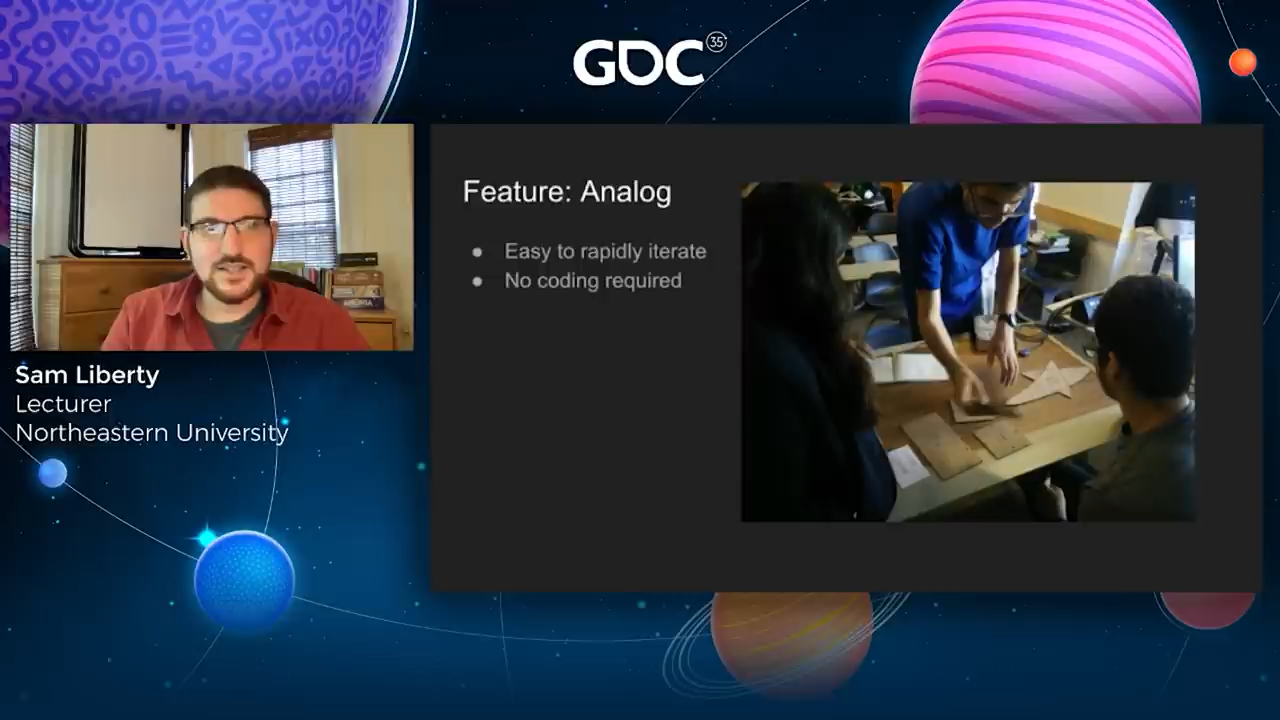 GDC 35
Sam Liberty
Lecturer
Northeastern University
Feature: Analog
● Easy to rapidly iterate
● No coding required